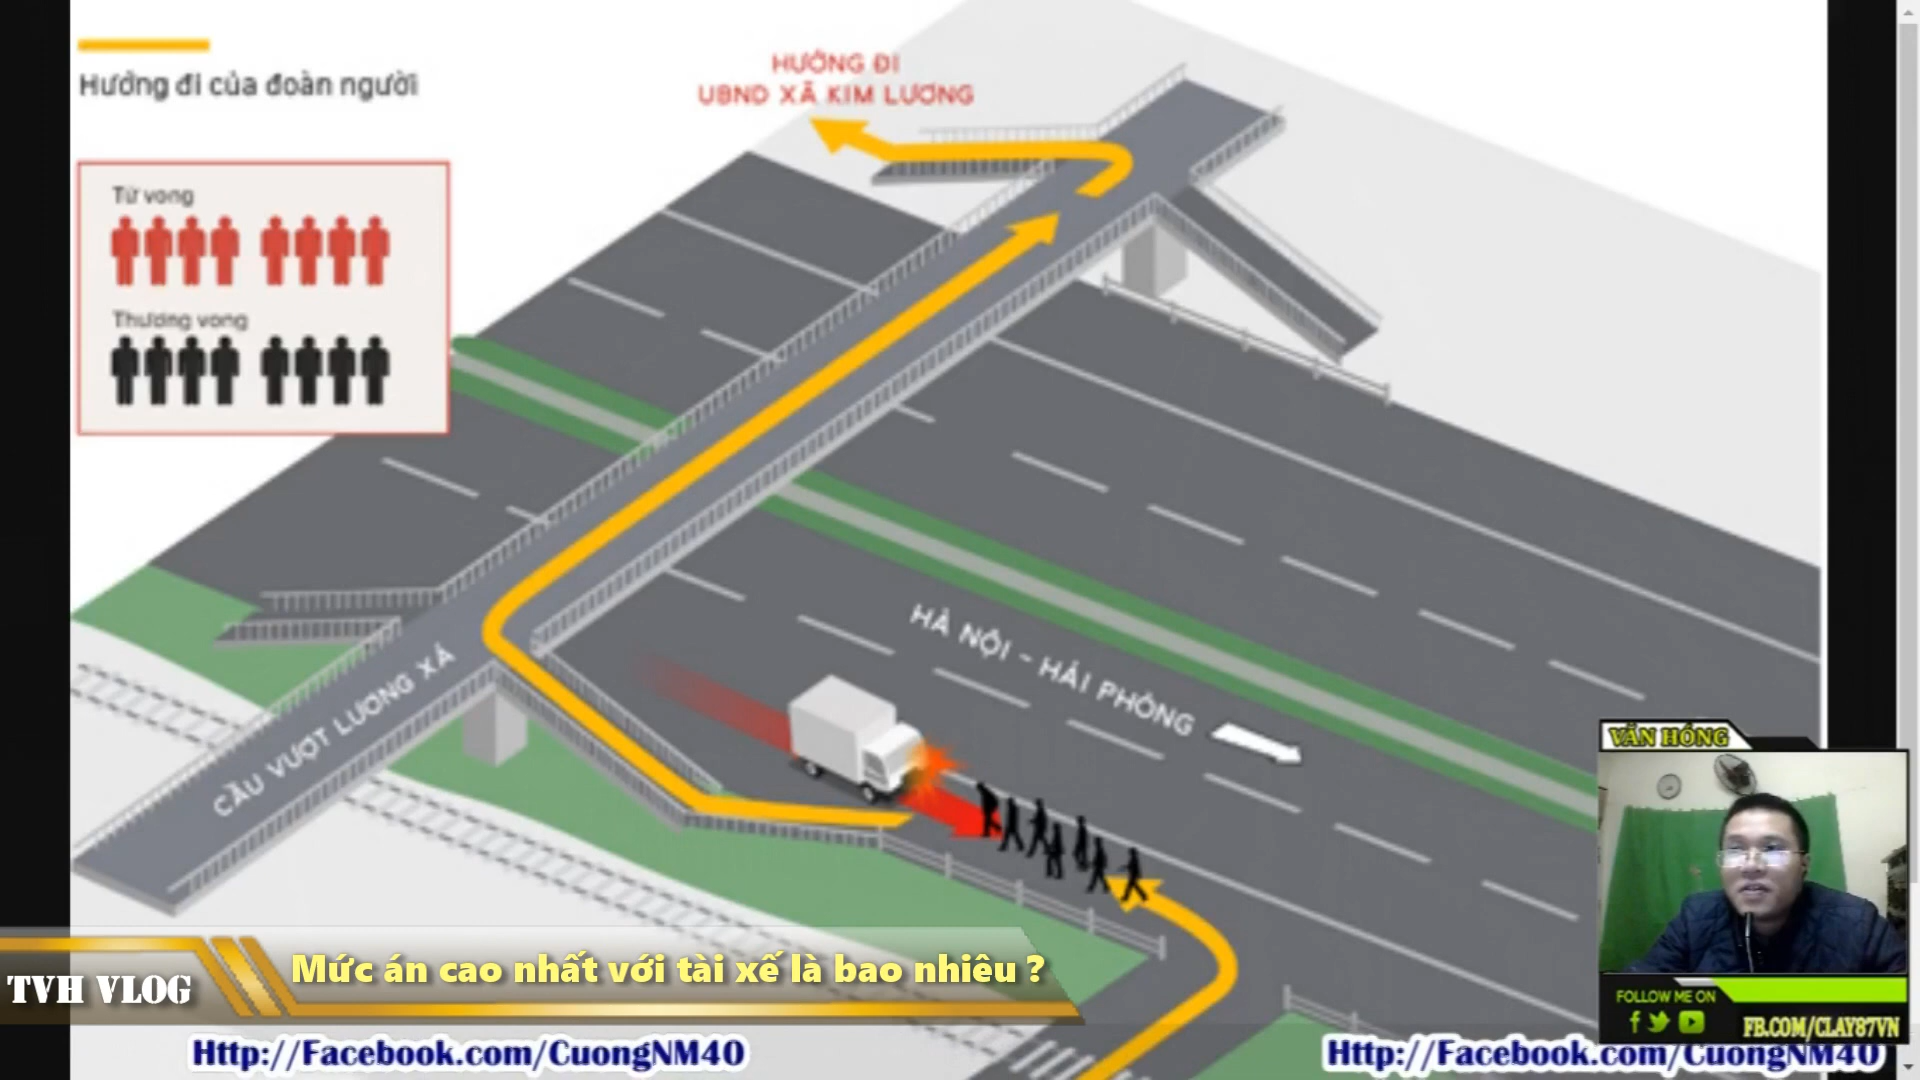 Hướng đi của đoàn người
HƯỚNG ĐI
UBND XÃ KIM LƯƠNG
Tử vong
Thương vong
HÀ NỘI - HẢI PHÒNG
CẦU VƯỢT LƯƠNG XÁ
VĂN HÓNG
Mức án cao nhất với tài xế là bao nhiêu ?
TVH VLOG
FOLLOW ME ON
FB.COM/CLAY87VN
Http://Facebook.com/CuongNM40
Http://Facebook.com/CuongNM40